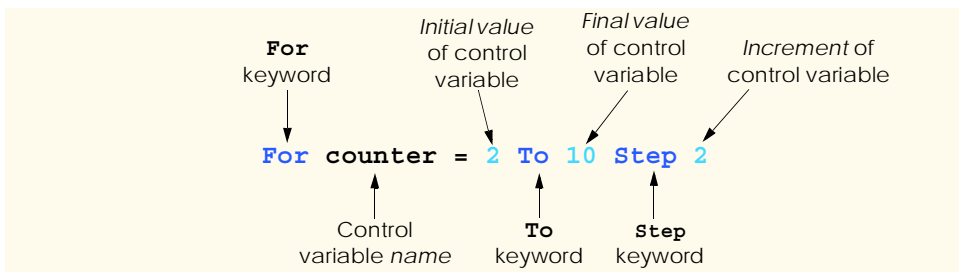 For
keyword
Initial value
of control
variable
Final value
of control
variable
Increment of
control variable
For counter = 2 To 10 Step 2
Control
variable name
To
keyword
Step
keyword